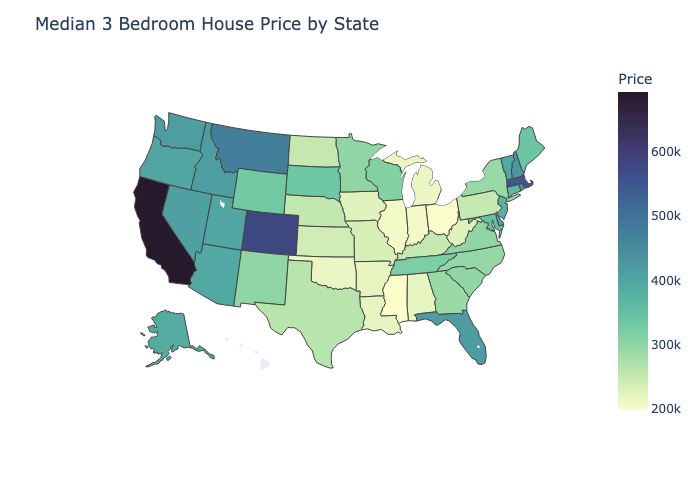 Median 3 Bedroom House Price by State
Price
600k
500k
400k
300k
200k